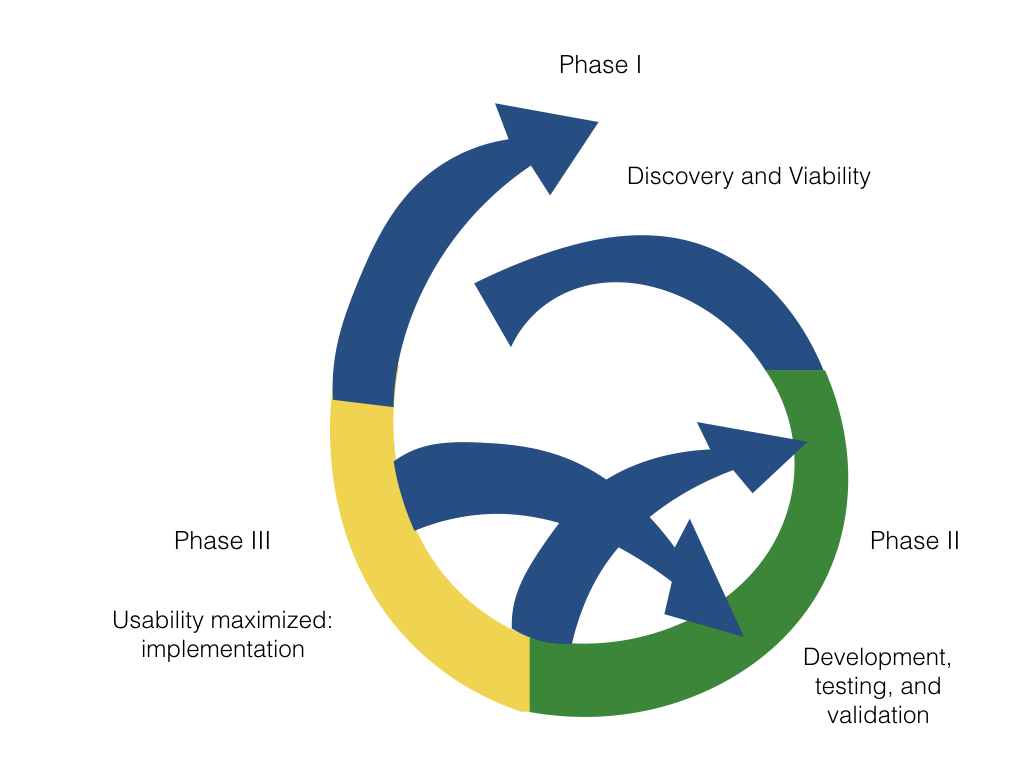 Phase I
Discovery and Viability
Phase III
Usability maximized:
implementation
Phase II
Development,
testing, and
validation